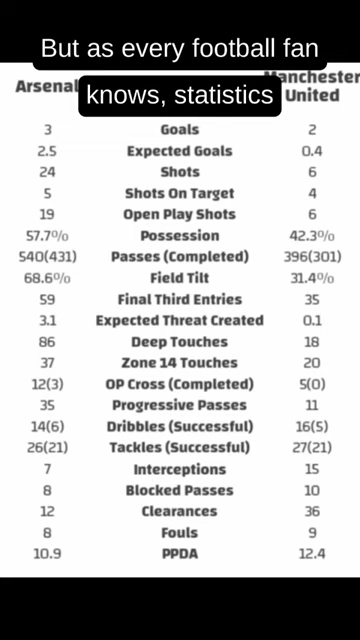 But as every football fan
knows, statistics
Arsenal Manchester United
3 Goals 2
2.5 Expected Goals 0.4
24 Shots 6
5 Shots On Target 4
19 Open Play Shots 6
57.7% Possession 42.3%
540(431) Passes (Completed) 396(301)
68.6% Field Tilt 31.4%
59 Final Third Entries 35
3.1 Expected Threat Created 0.1
86 Deep Touches 18
37 Zone 14 Touches 20
12(3) OP Cross (Completed) 5(0)
35 Progressive Passes 11
14(6) Dribbles (Successful) 16(5)
26(21) Tackles (Successful) 27(21)
7 Interceptions 15
8 Blocked Passes 10
12 Clearances 36
8 Fouls 9
10.9 PPDA 12.4